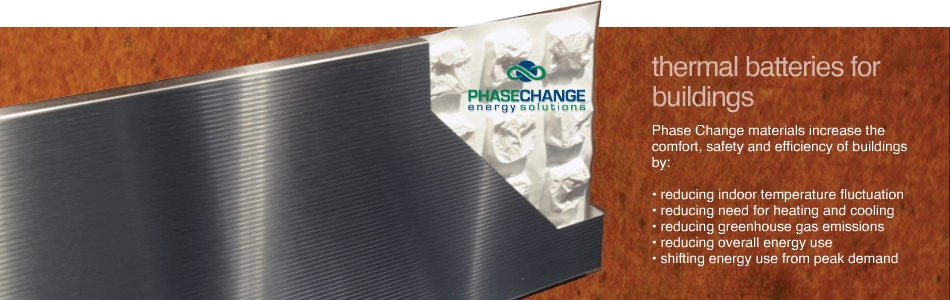 PHASECHANGE
energy solutions
thermal batteries for
buildings
Phase Change materials increase the
comfort, safety and efficiency of buildings
by:
• reducing indoor temperature fluctuation
• reducing need for heating and cooling
• reducing greenhouse gas emissions
• reducing overall energy use
• shifting energy use from peak demand